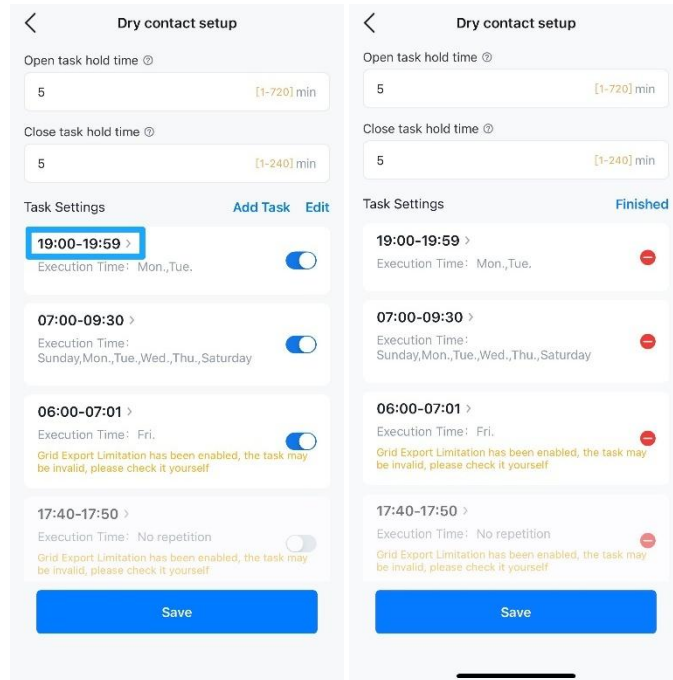 Dry contact setup
Open task hold time ?
5 [1-720] min
Close task hold time ?
5 [1-240] min
Task Settings Add Task Edit
19:00-19:59 >
Execution Time: Mon.,Tue.
07:00-09:30 >
Execution Time:
Sunday,Mon.,Tue.,Wed.,Thu.,Saturday
06:00-07:01 >
Execution Time: Fri.
Grid Export Limitation has been enabled, the task may
be invalid, please check it yourself
17:40-17:50 >
Execution Time: No repetition
Grid Export Limitation has been enabled, the task may
be invalid, please check it yourself
Save
Dry contact setup
Open task hold time ?
5 [1-720] min
Close task hold time ?
5 [1-240] min
Task Settings Finished
19:00-19:59 >
Execution Time: Mon.,Tue.
07:00-09:30 >
Execution Time:
Sunday,Mon.,Tue.,Wed.,Thu.,Saturday
06:00-07:01 >
Execution Time: Fri.
Grid Export Limitation has been enabled, the task may
be invalid, please check it yourself
17:40-17:50 >
Execution Time: No repetition
Grid Export Limitation has been enabled, the task may
be invalid, please check it yourself
Save